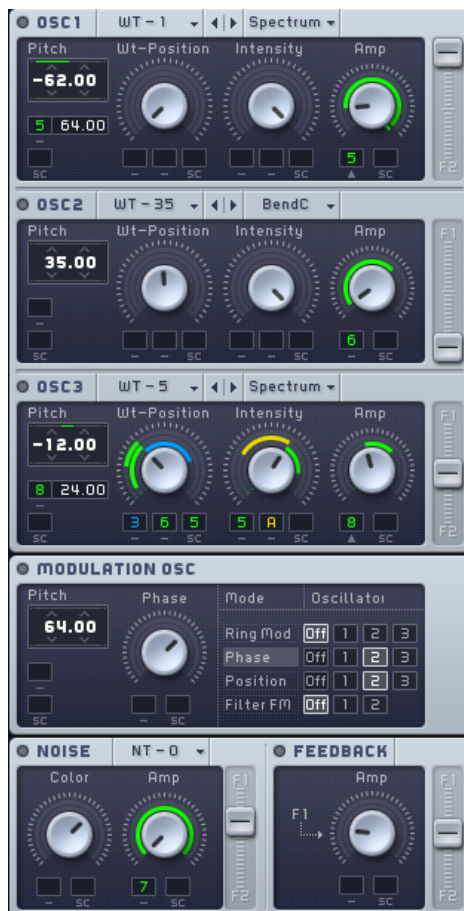 OSC1 WT-1 Spectrum
Pitch Wt-Position Intensity Amp F1
-62.00
5 64.00
5
SC SC SC SC F2
OSC2 WT-35 BendC
Pitch Wt-Position Intensity Amp F1
35.00
6
SC SC SC SC F2
OSC3 WT-5 Spectrum
Pitch Wt-Position Intensity Amp F1
-12.00
8 24.00
3 6 5 5 A 8
SC SC SC SC F2
MODULATION OSC
Pitch Phase Mode Oscillator
64.00
Ring Mod Off 1 2 3
Phase Off 1 2 3
Position Off 1 2 3
Filter FM Off 1 2
SC SC
NOISE NT-0 FEEDBACK
Color Amp F1 Amp F1
F1
7
SC SC F2 SC F2